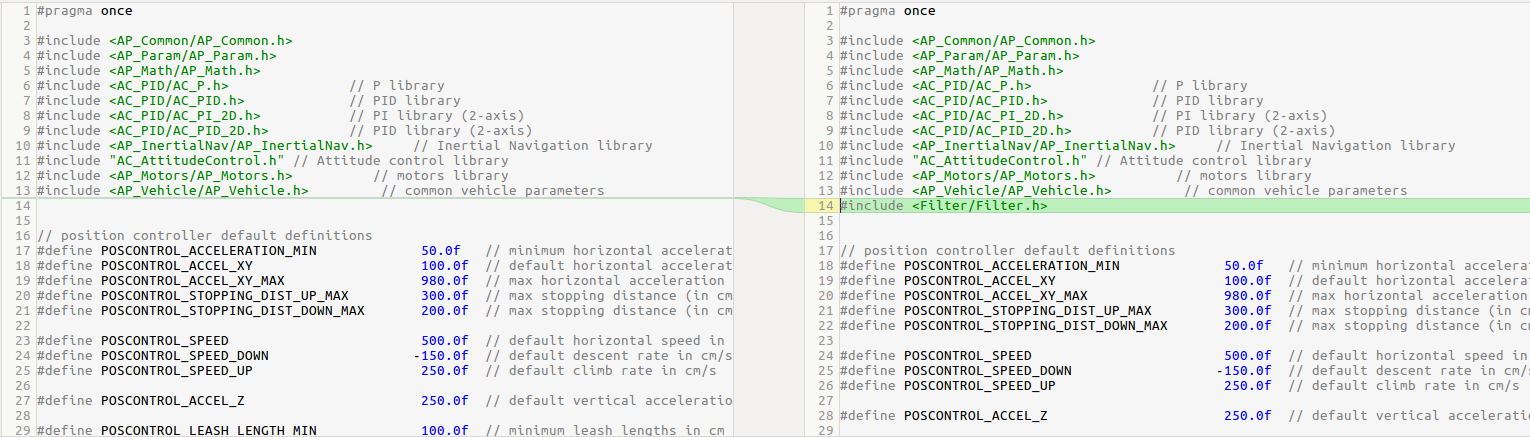 1 #pragma once
2
3 #include <AP_Common/AP_Common.h>
4 #include <AP_Param/AP_Param.h>
5 #include <AP_Math/AP_Math.h>
6 #include <AC_PID/AC_P.h> // P library
7 #include <AC_PID/AC_PID.h> // PID library
8 #include <AC_PID/AC_PI_2D.h> // PI library (2-axis)
9 #include <AC_PID/AC_PID_2D.h> // PID library (2-axis)
10 #include <AP_InertialNav/AP_InertialNav.h> // Inertial Navigation library
11 #include "AC_AttitudeControl.h" // Attitude control library
12 #include <AP_Motors/AP_Motors.h> // motors library
13 #include <AP_Vehicle/AP_Vehicle.h> // common vehicle parameters
14
15
16 // position controller default definitions
17 #define POSCONTROL_ACCELERATION_MIN 50.0f // minimum horizontal accelerat
18 #define POSCONTROL_ACCEL_XY 100.0f // default horizontal accelerat
19 #define POSCONTROL_ACCEL_XY_MAX 980.0f // max horizontal acceleration
20 #define POSCONTROL_STOPPING_DIST_UP_MAX 300.0f // max stopping distance (in cm
21 #define POSCONTROL_STOPPING_DIST_DOWN_MAX 200.0f // max stopping distance (in cm
22
23 #define POSCONTROL_SPEED 500.0f // default horizontal speed in
24 #define POSCONTROL_SPEED_DOWN -150.0f // default descent rate in cm/s
25 #define POSCONTROL_SPEED_UP 250.0f // default climb rate in cm/s
26
27 #define POSCONTROL_ACCEL_Z 250.0f // default vertical acceleratio
28
29 #define POSCONTROL_LEASH_LENGTH_MIN 100.0f // minimum leash lengths in cm
1 #pragma once
2
3 #include <AP_Common/AP_Common.h>
4 #include <AP_Param/AP_Param.h>
5 #include <AP_Math/AP_Math.h>
6 #include <AC_PID/AC_P.h> // P library
7 #include <AC_PID/AC_PID.h> // PID library
8 #include <AC_PID/AC_PI_2D.h> // PI library (2-axis)
9 #include <AC_PID/AC_PID_2D.h> // PID library (2-axis)
10 #include <AP_InertialNav/AP_InertialNav.h> // Inertial Navigation library
11 #include "AC_AttitudeControl.h" // Attitude control library
12 #include <AP_Motors/AP_Motors.h> // motors library
13 #include <AP_Vehicle/AP_Vehicle.h> // common vehicle parameters
14 #include <Filter/Filter.h>
15
16
17 // position controller default definitions
18 #define POSCONTROL_ACCELERATION_MIN 50.0f // minimum horizontal accelera
19 #define POSCONTROL_ACCEL_XY 100.0f // default horizontal accelera
20 #define POSCONTROL_ACCEL_XY_MAX 980.0f // max horizontal acceleration
21 #define POSCONTROL_STOPPING_DIST_UP_MAX 300.0f // max stopping distance (in c
22 #define POSCONTROL_STOPPING_DIST_DOWN_MAX 200.0f // max stopping distance (in c
23
24 #define POSCONTROL_SPEED 500.0f // default horizontal speed in
25 #define POSCONTROL_SPEED_DOWN -150.0f // default descent rate in cm/
26 #define POSCONTROL_SPEED_UP 250.0f // default climb rate in cm/s
27
28 #define POSCONTROL_ACCEL_Z 250.0f // default vertical accelerati
29